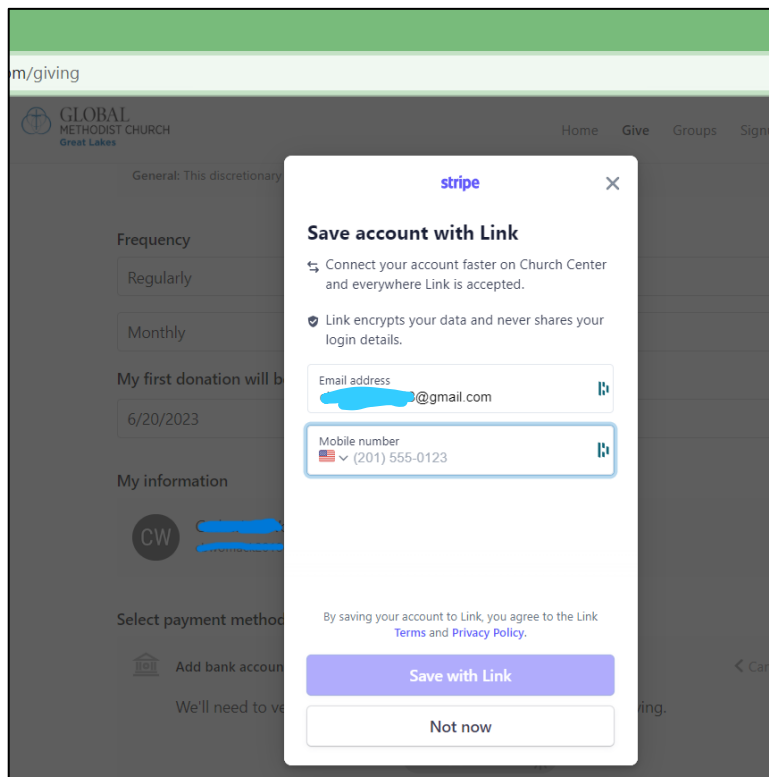 om/giving
GLOBAL
METHODIST CHURCH
Great Lakes
Home Give Groups Signu
General: This discretionary
stripe
Save account with Link
Connect your account faster on Church Center
and everywhere Link is accepted.
Link encrypts your data and never shares your
login details.
Email address
@gmail.com
Mobile number
(201) 555-0123
Frequency
Regularly
Monthly
My first donation will b
6/20/2023
My information
CW
By saving your account to Link, you agree to the Link
Terms and Privacy Policy.
Save with Link
Not now
Select payment method
Add bank accoun
Can
We'll need to ve
ing.